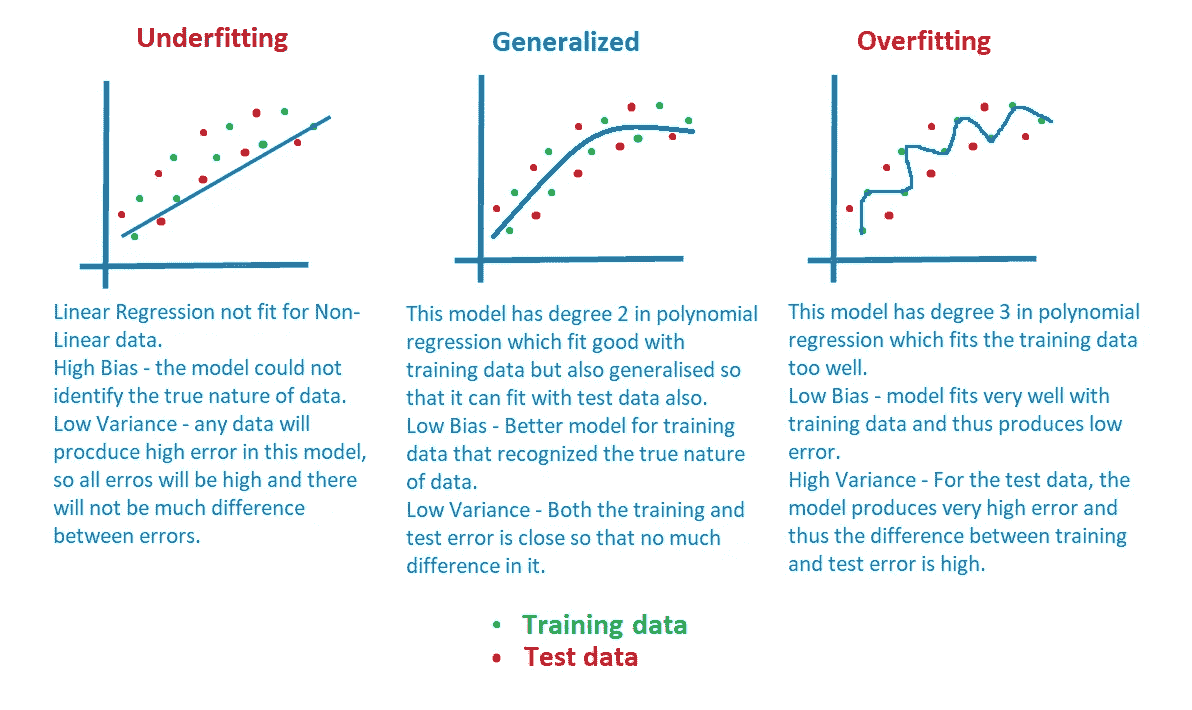 Underfitting
Linear Regression not fit for Non-
Linear data.
High Bias - the model could not
identify the true nature of data.
Low Variance - any data will
procduce high error in this model,
so all erros will be high and there
will not be much difference
between errors.
Generalized
This model has degree 2 in polynomial
regression which fit good with
training data but also generalised so
that it can fit with test data also.
Low Bias - Better model for training
data that recognized the true nature
of data.
Low Variance - Both the training and
test error is close so that no much
difference in it.
Overfitting
This model has degree 3 in polynomial
regression which fits the training data
too well.
Low Bias - model fits very well with
training data and thus produces low
error.
High Variance - For the test data, the
model produces very high error and
thus the difference between training
and test error is high.
Training data
Test data